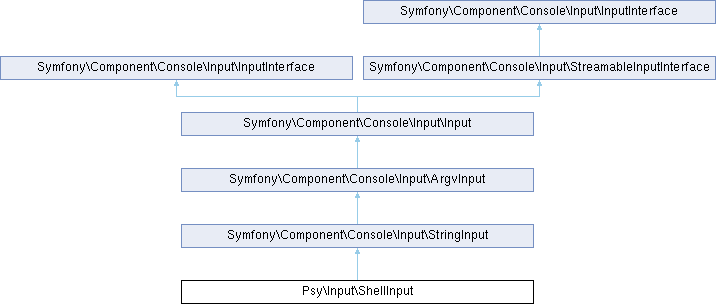 Symfony\Component\Console\Input\InputInterface
Symfony\Component\Console\Input\InputInterface
Symfony\Component\Console\Input\StreamableInputInterface
Symfony\Component\Console\Input\Input
Symfony\Component\Console\Input\ArgvInput
Symfony\Component\Console\Input\StringInput
Psy\Input\ShellInput